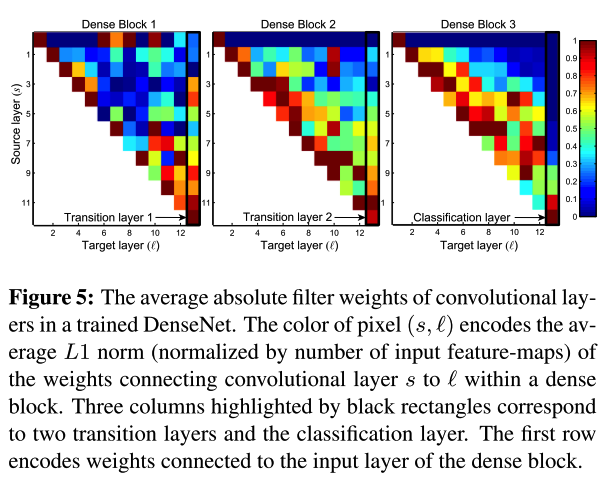 Dense Block 1
Dense Block 2
Dense Block 3
Source layer (s)
1
3
5
7
9
11
1
3
5
7
9
11
1
3
5
7
9
11
Transition layer 1
Transition layer 2
Classification layer
2 4 6 8 10 12
2 4 6 8 10 12
2 4 6 8 10 12
Target layer (ℓ)
Target layer (ℓ)
Target layer (ℓ)
1
0.9
0.8
0.7
0.6
0.5
0.4
0.3
0.2
0.1
0
Figure 5: The average absolute filter weights of convolutional lay-
ers in a trained DenseNet. The color of pixel (s, ℓ) encodes the av-
erage L1 norm (normalized by number of input feature-maps) of
the weights connecting convolutional layer s to ℓ within a dense
block. Three columns highlighted by black rectangles correspond
to two transition layers and the classification layer. The first row
encodes weights connected to the input layer of the dense block.